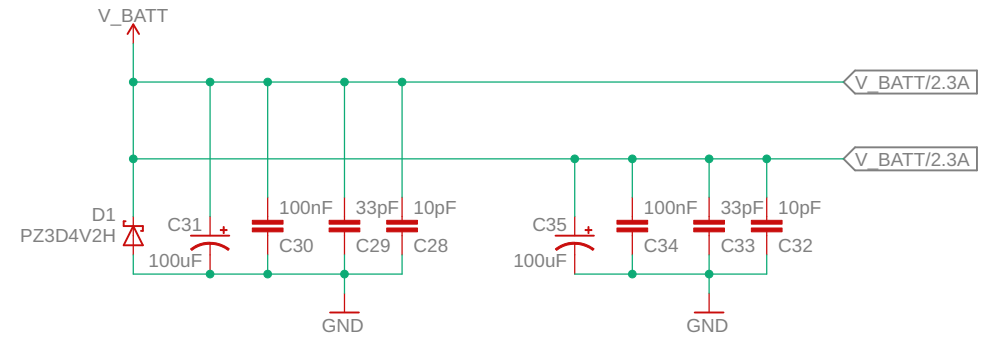 V_BATT
V_BATT/2.3A
V_BATT/2.3A
D1
PZ3D4V2H
C31
100uF
100nF
C30
33pF
C29
10pF
C28
C35
100uF
100nF
C34
33pF
C33
10pF
C32
GND
GND